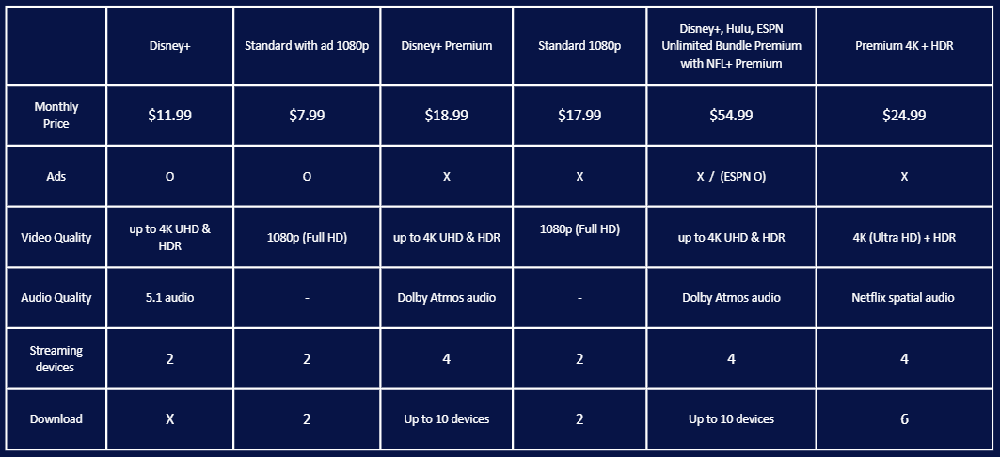 Disney+
Standard with ad 1080p
Disney+ Premium
Standard 1080p
Disney+, Hulu, ESPN
Unlimited Bundle Premium
with NFL+ Premium
Premium 4K + HDR
Monthly
Price
$11.99
$7.99
$18.99
$17.99
$54.99
$24.99
Ads
O
O
X
X
X / (ESPN O)
X
Video Quality
up to 4K UHD &
HDR
1080p (Full HD)
up to 4K UHD & HDR
1080p (Full HD)
up to 4K UHD & HDR
4K (Ultra HD) + HDR
Audio Quality
5.1 audio
-
Dolby Atmos audio
-
Dolby Atmos audio
Netflix spatial audio
Streaming
devices
2
2
4
2
4
4
Download
X
2
Up to 10 devices
2
Up to 10 devices
6